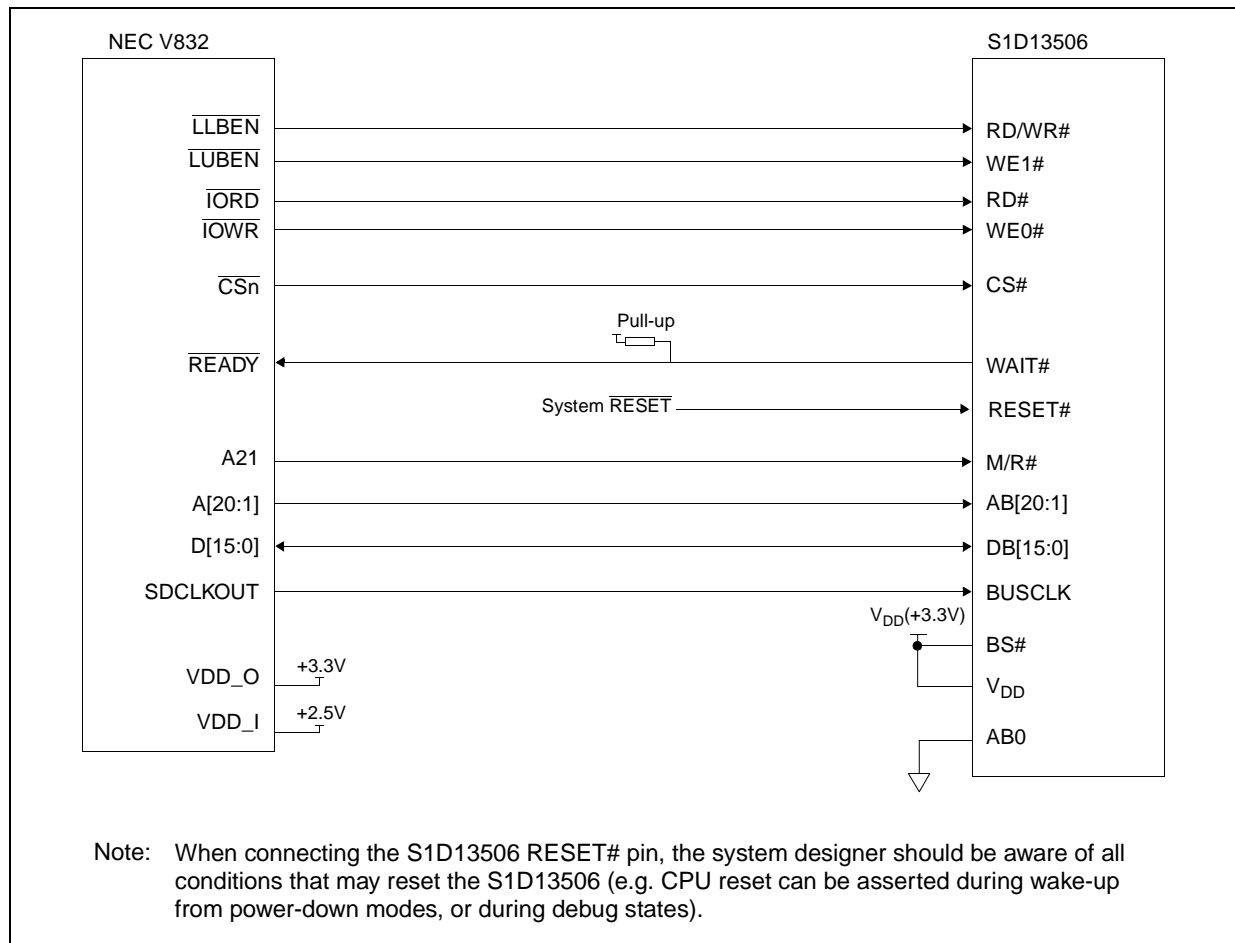 NEC V832
S1D13506
LLBEN
RD/WR#
LUBEN
WE1#
IORD
RD#
IOWR
WE0#
CSn
CS#
Pull-up
READY
WAIT#
System RESET
RESET#
A21
M/R#
A[20:1]
AB[20:1]
D[15:0]
DB[15:0]
SDCLKOUT
BUSCLK
VDD(+3.3V)
BS#
VDD_O
+3.3V
VDD
VDD_I
+2.5V
AB0
Note: When connecting the S1D13506 RESET# pin, the system designer should be aware of all
conditions that may reset the S1D13506 (e.g. CPU reset can be asserted during wake-up
from power-down modes, or during debug states).